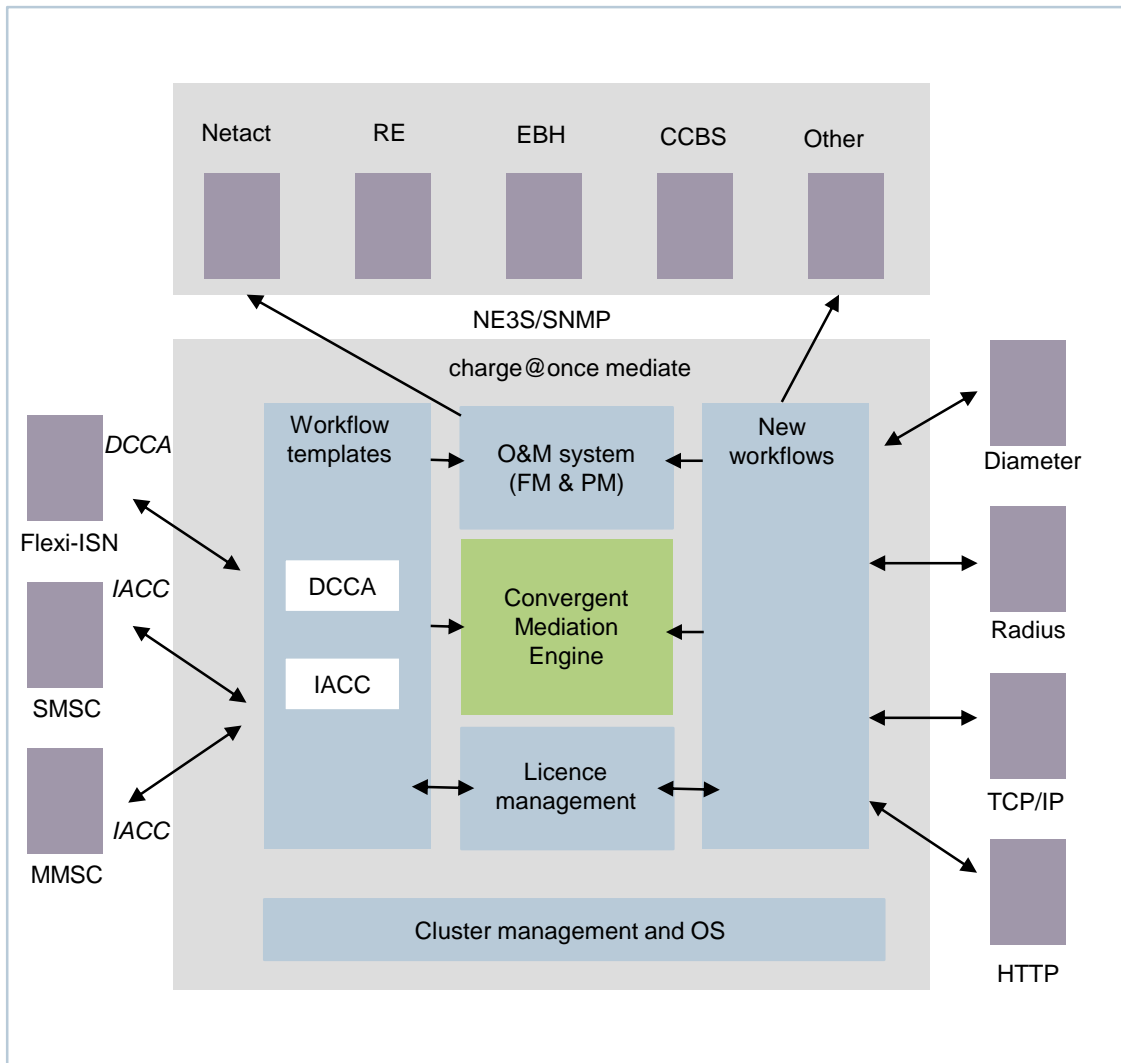 Netact
RE
EBH
CCBS
Other
NE3S/SNMP
charge@once mediate
Workflow
templates
O&M system
(FM & PM)
New
workflows
DCCA
Flexi-ISN
IACC
SMSC
MMSC
IACC
DCCA
IACC
Convergent
Mediation
Engine
Licence
management
Cluster management and OS
Diameter
Radius
TCP/IP
HTTP